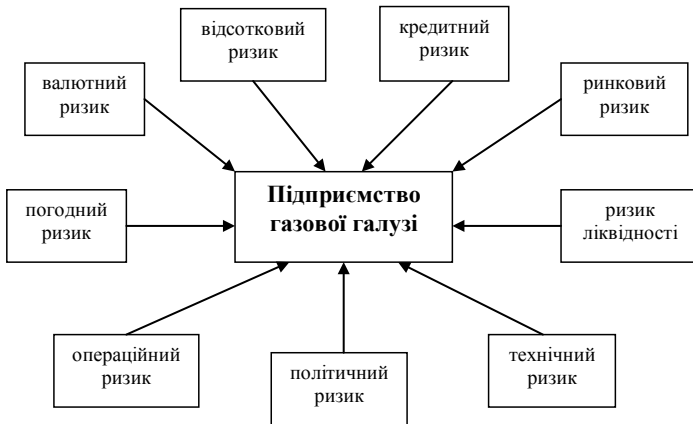 відсотковий
ризик
кредитний
ризик
валютний
ризик
ринковий
ризик
Підприємство
газової галузі
погодний
ризик
ризик
ліквідності
операційний
ризик
політичний
ризик
технічний
ризик